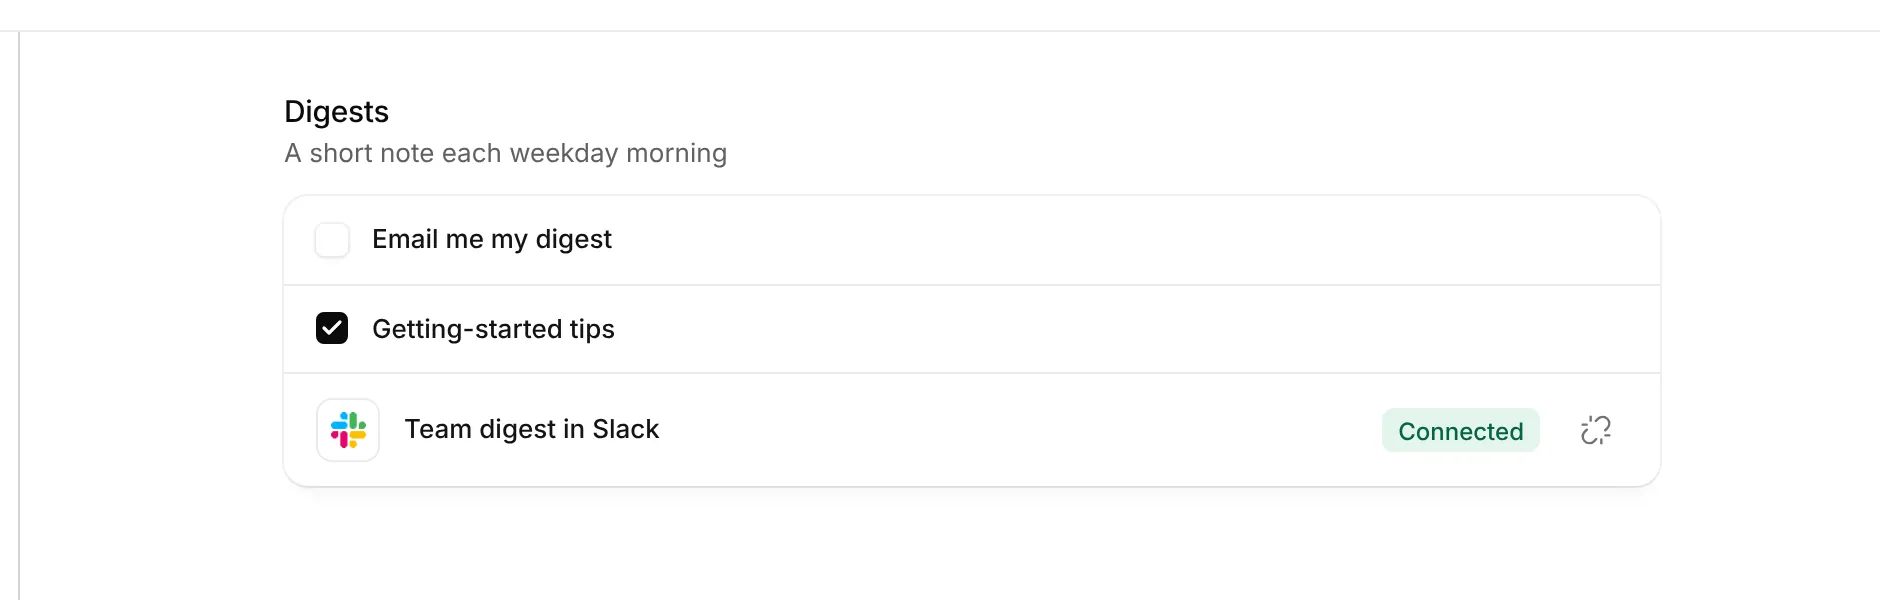 Digests
A short note each weekday morning
Email me my digest
Getting-started tips
Team digest in Slack
Connected